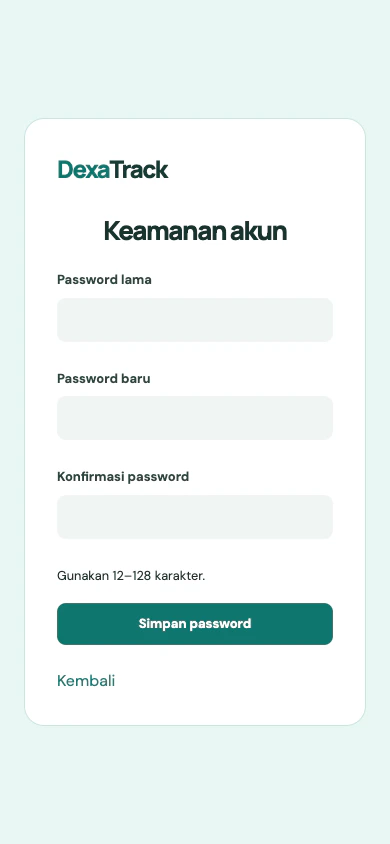 DexaTrack
Keamanan akun
Password lama
Password baru
Konfirmasi password
Gunakan 12–128 karakter.
Simpan password
Kembali